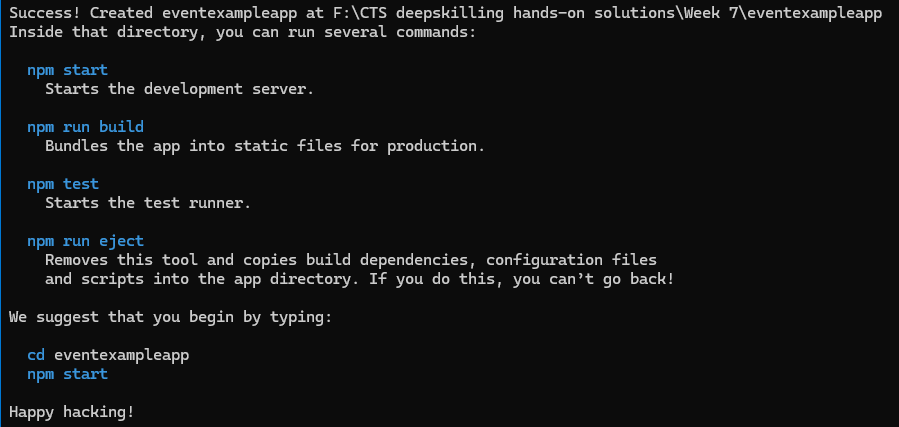 Success! Created eventexampleapp at F:\CTS deepskilling hands-on solutions\Week 7\eventexampleapp
Inside that directory, you can run several commands:
npm start
Starts the development server.
npm run build
Bundles the app into static files for production.
npm test
Starts the test runner.
npm run eject
Removes this tool and copies build dependencies, configuration files
and scripts into the app directory. If you do this, you can’t go back!
We suggest that you begin by typing:
cd eventexampleapp
npm start
Happy hacking!